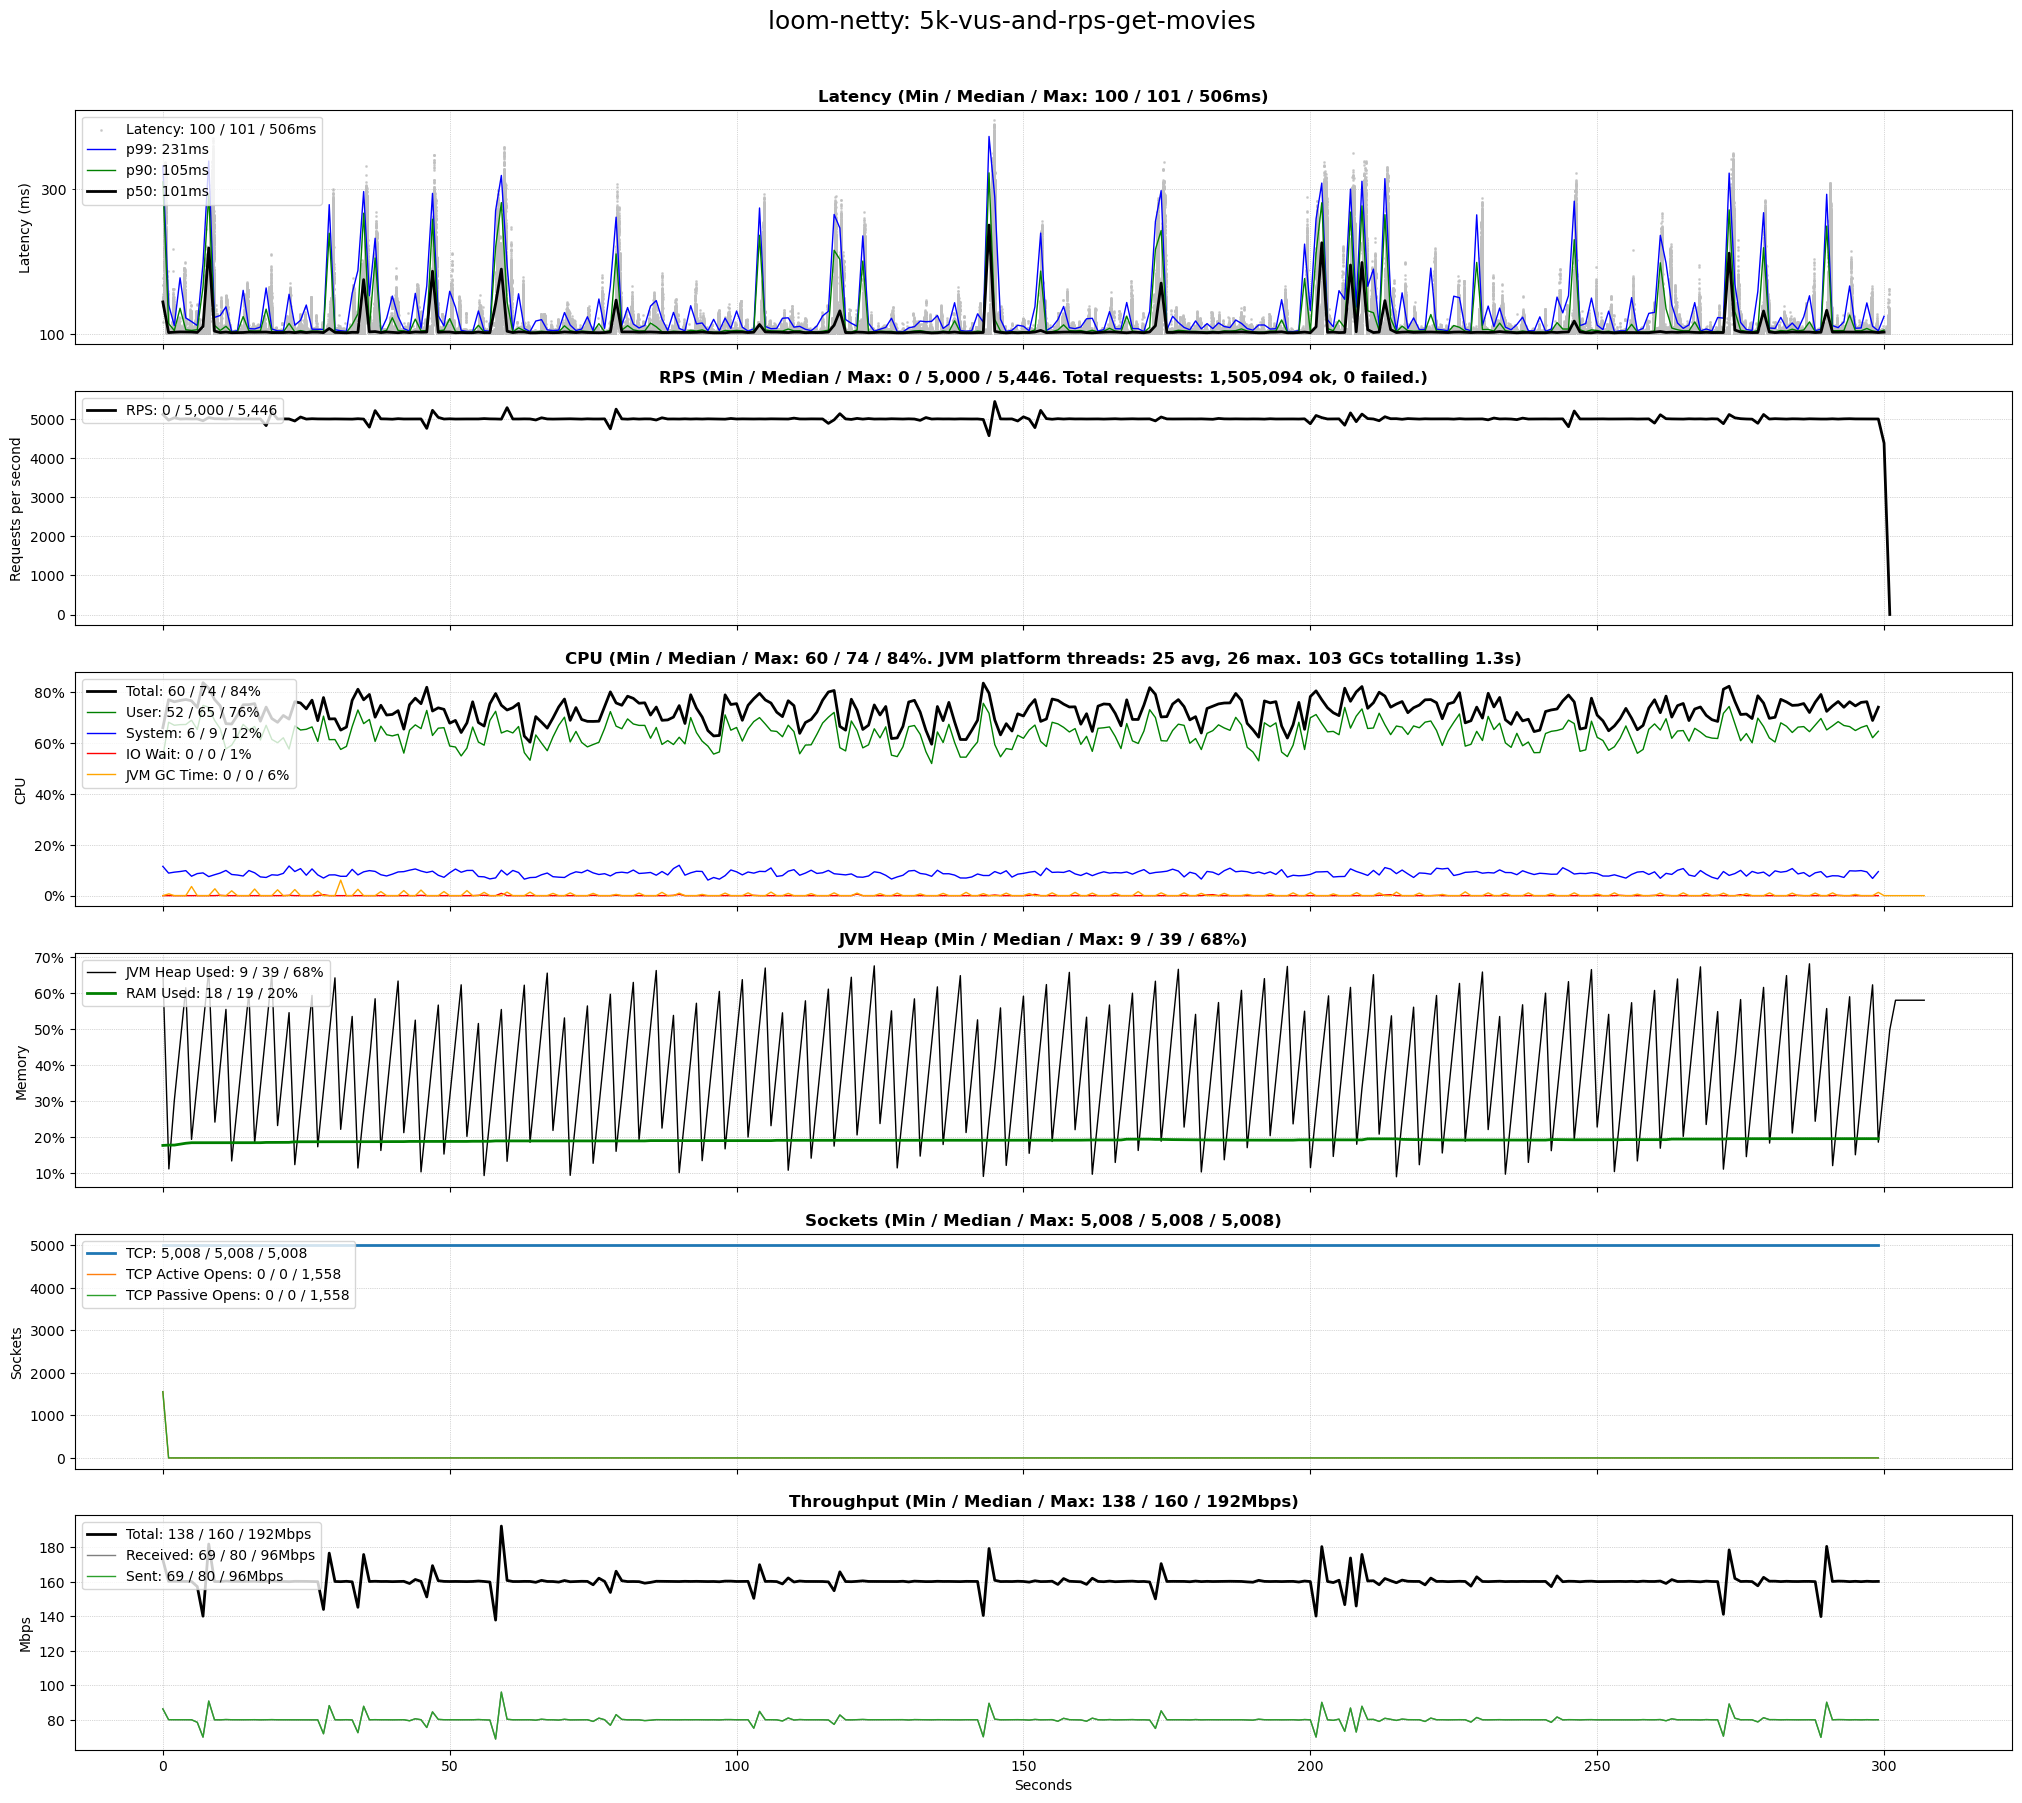 loom-netty: 5k-vus-and-rps-get-movies
Latency (Min / Median / Max: 100 / 101 / 506ms)
Latency: 100 / 101 / 506ms
p99: 231ms
p90: 105ms
p50: 101ms
Latency (ms)
300
100
RPS (Min / Median / Max: 0 / 5,000 / 5,446. Total requests: 1,505,094 ok, 0 failed.)
RPS: 0 / 5,000 / 5,446
Requests per second
5000
4000
3000
2000
1000
0
CPU (Min / Median / Max: 60 / 74 / 84%. JVM platform threads: 25 avg, 26 max. 103 GCs totalling 1.3s)
Total: 60 / 74 / 84%
User: 52 / 65 / 76%
System: 6 / 9 / 12%
IO Wait: 0 / 0 / 1%
JVM GC Time: 0 / 0 / 6%
CPU
80%
60%
40%
20%
0%
JVM Heap (Min / Median / Max: 9 / 39 / 68%)
JVM Heap Used: 9 / 39 / 68%
RAM Used: 18 / 19 / 20%
Memory
70%
60%
50%
40%
30%
20%
10%
Sockets (Min / Median / Max: 5,008 / 5,008 / 5,008)
TCP: 5,008 / 5,008 / 5,008
TCP Active Opens: 0 / 0 / 1,558
TCP Passive Opens: 0 / 0 / 1,558
Sockets
5000
4000
3000
2000
1000
0
Throughput (Min / Median / Max: 138 / 160 / 192Mbps)
Total: 138 / 160 / 192Mbps
Received: 69 / 80 / 96Mbps
Sent: 69 / 80 / 96Mbps
Mbps
180
160
140
120
100
80
0
50
100
150
200
250
300
Seconds